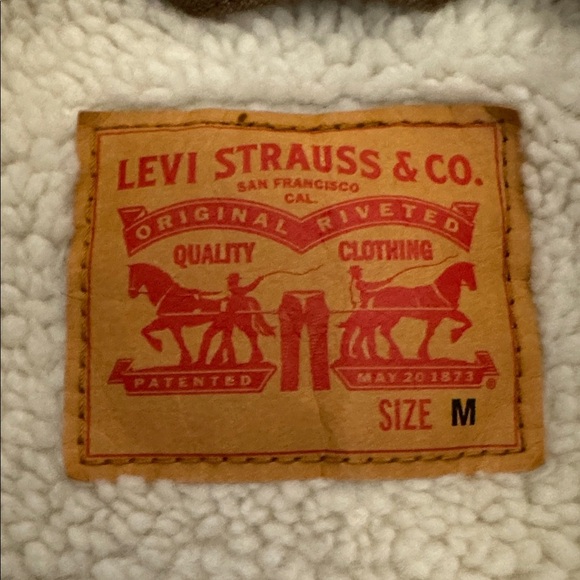 LEVI STRAUSS & CO.
SAN FRANCISCO
CAL.
ORIGINAL RIVETED
QUALITY CLOTHING
PATENTED MAY 20 1873 ®
SIZE M